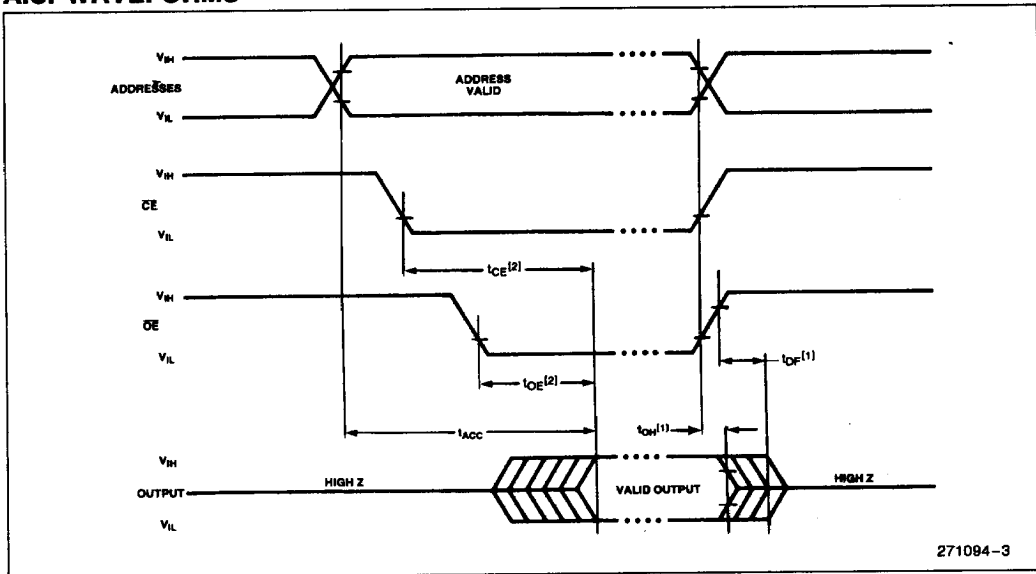 A.C. WAVEFORMS
VIH
ADDRESSES
VIL
ADDRESS
VALID
VIH
CE
VIL
tCE[2]
VIH
OE
VIL
tDF[1]
tOE[2]
tACC
tOH[1]
VIH
OUTPUT
VIL
HIGH Z
VALID OUTPUT
HIGH Z
271094-3